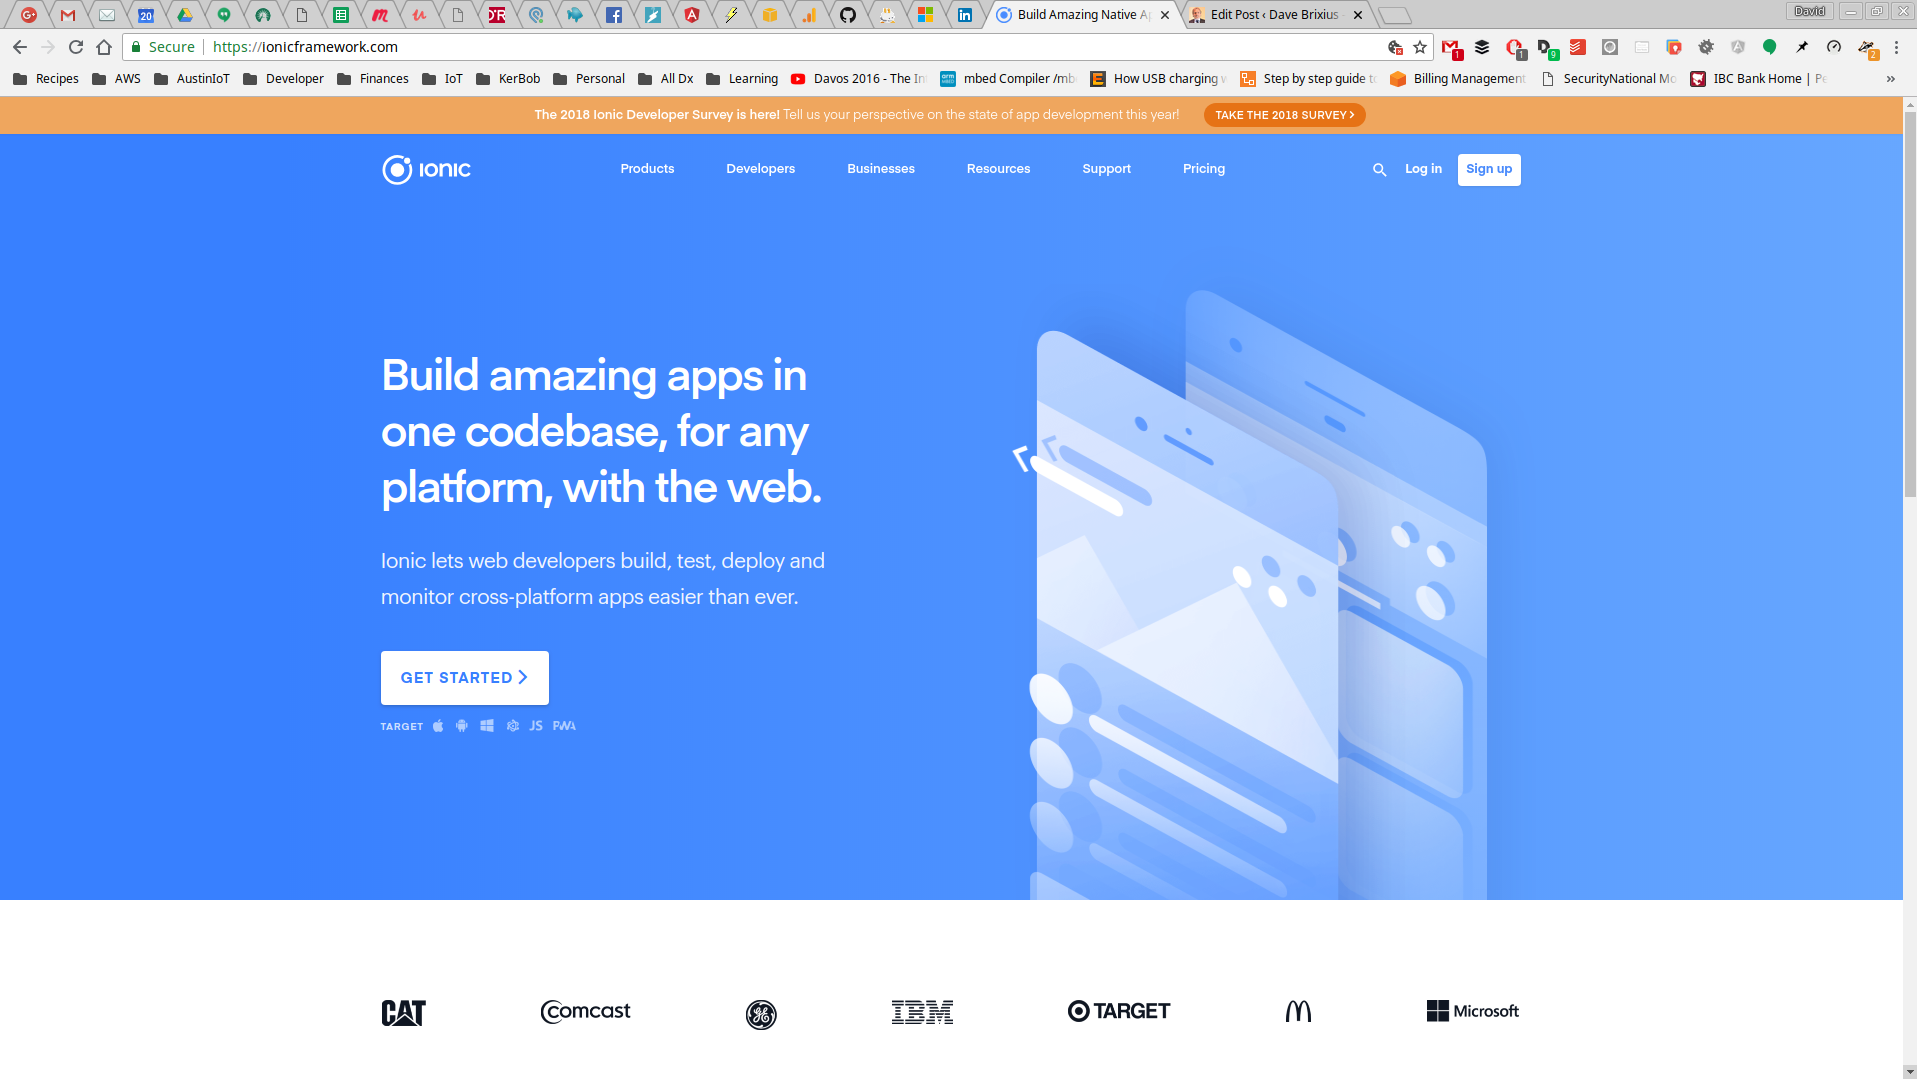 20
Build Amazing Native A
Edit Post ‹ Dave Brixius
David
Secure
https://ionicframework.com
1
1
9
2
Recipes
AWS
AustinIoT
Developer
Finances
IoT
KerBob
Personal
All Dx
Learning
Davos 2016 - The In
mbed Compiler /mb
How USB charging
Step by step guide to
Billing Management
SecurityNational Mo
IBC Bank Home | Pe
»
The 2018 Ionic Developer Survey is here! Tell us your perspective on the state of app development this year!
TAKE THE 2018 SURVEY
ionic
Products
Developers
Businesses
Resources
Support
Pricing
Log in
Sign up
Build amazing apps in
one codebase, for any
platform, with the web.
Ionic lets web developers build, test, deploy and
monitor cross-platform apps easier than ever.
GET STARTED
TARGET
JS
PWA
CAT
Comcast
GE
IBM
TARGET
Microsoft